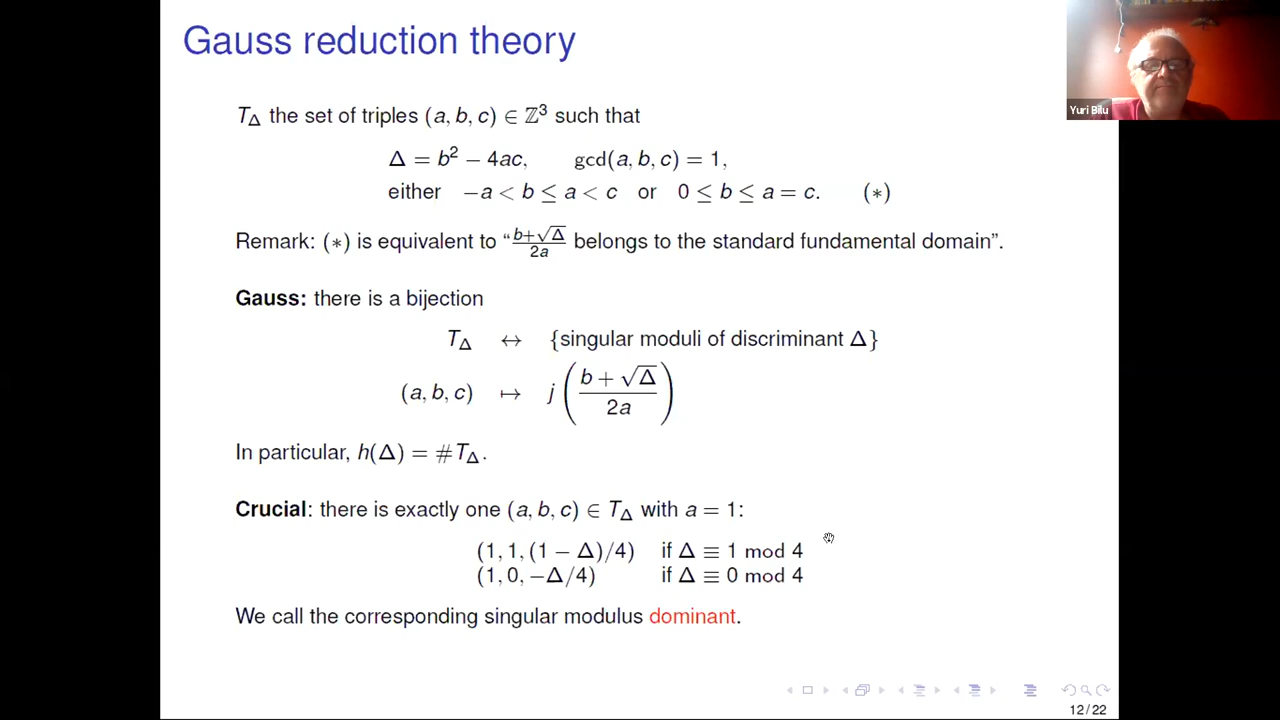 Gauss reduction theory
T_Δ the set of triples (a, b, c) ∈ ℤ³ such that
Δ = b² − 4ac, gcd(a, b, c) = 1,
either −a < b ≤ a < c or 0 ≤ b ≤ a = c. (∗)
Remark: (∗) is equivalent to “(b+√Δ)/2a belongs to the standard fundamental domain”.
Gauss: there is a bijection
T_Δ ↔ {singular moduli of discriminant Δ}
(a, b, c) ↦ j((b + √Δ)/2a)
In particular, h(Δ) = #T_Δ.
Crucial: there is exactly one (a, b, c) ∈ T_Δ with a = 1:
(1, 1, (1 − Δ)/4) if Δ ≡ 1 mod 4
(1, 0, −Δ/4) if Δ ≡ 0 mod 4
We call the corresponding singular modulus dominant.
12/22
Yuri Bilu